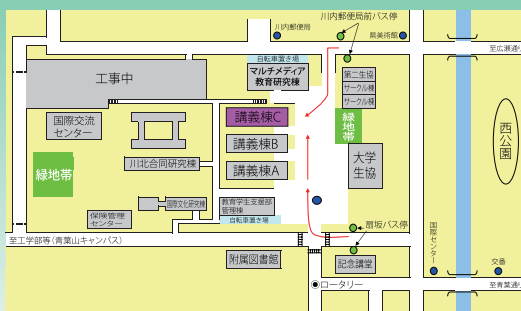 川内郵便局前バス停
川内郵便局
県美術館
至広瀬通り
自転車置き場
マルチメディア
教育研究棟
工事中
第二生協
サークル棟
サークル棟
緑地帯
国際交流
センター
講義棟C
講義棟B
講義棟A
川北合同研究棟
大学
生協
西公園
緑地帯
国際文化研究棟
教育学生支援部
管理棟
自転車置き場
保険管理
センター
扇坂バス停
至工学部等(青葉山キャンパス)
附属図書館
記念講堂
国際センター
交番
ロータリー
至青葉通り